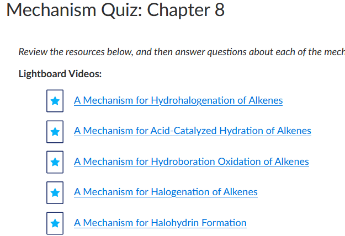 Mechanism Quiz: Chapter 8
Review the resources below, and then answer questions about each of the mech
Lightboard Videos:
A Mechanism for Hydrohalogenation of Alkenes
A Mechanism for Acid-Catalyzed Hydration of Alkenes
A Mechanism for Hydroboration Oxidation of Alkenes
A Mechanism for Halogenation of Alkenes
A Mechanism for Halohydrin Formation